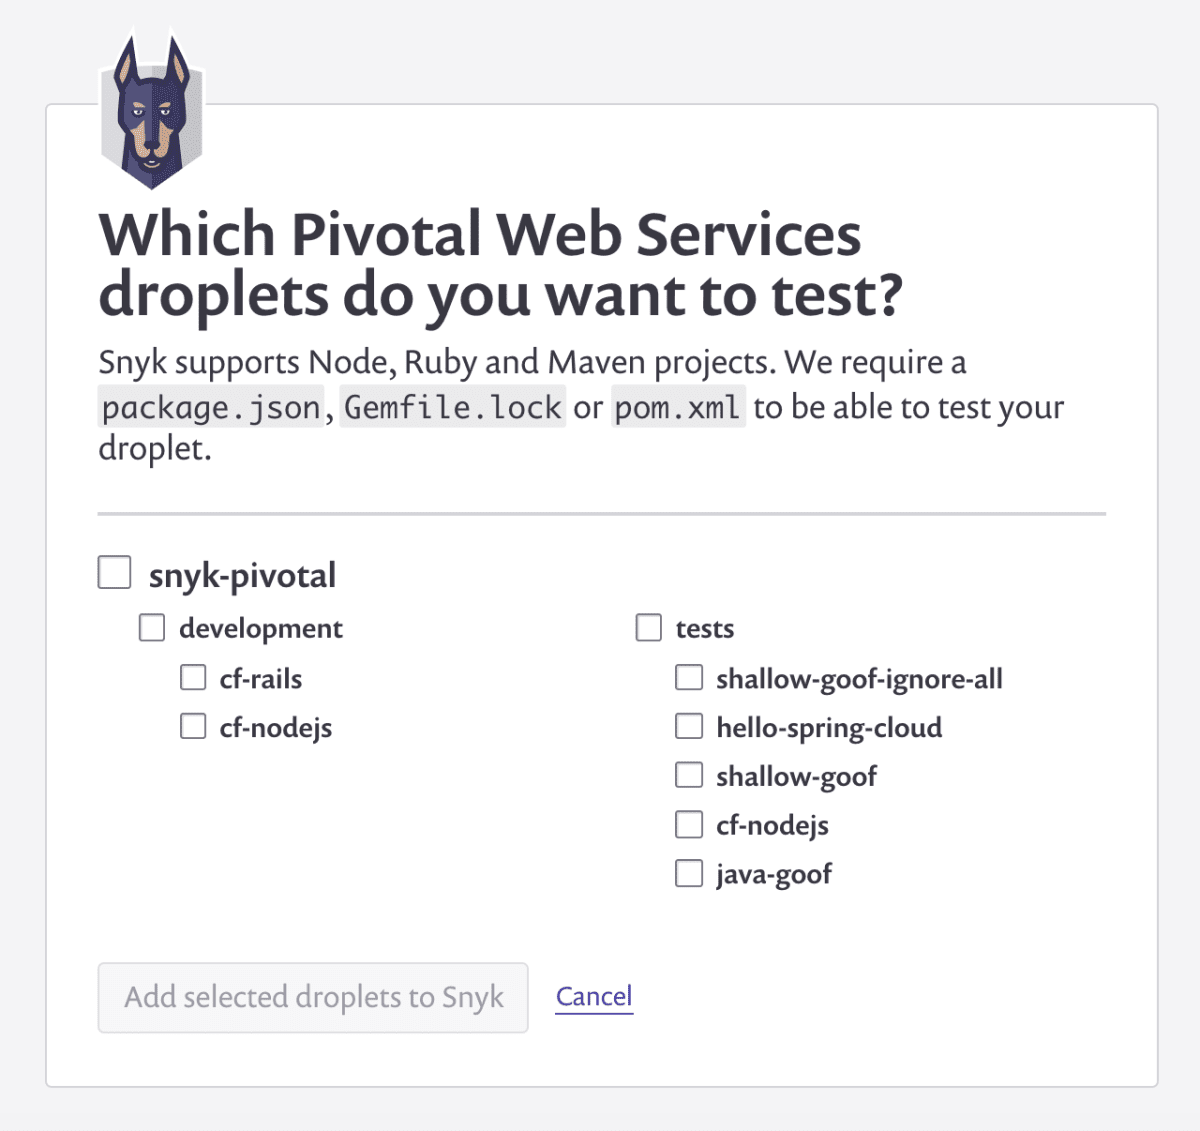 Which Pivotal Web Services
droplets do you want to test?
Snyk supports Node, Ruby and Maven projects. We require a
package.json, Gemfile.lock or pom.xml to be able to test your
droplet.
snyk-pivotal
development
cf-rails
cf-nodejs
tests
shallow-goof-ignore-all
hello-spring-cloud
shallow-goof
cf-nodejs
java-goof
Add selected droplets to Snyk
Cancel